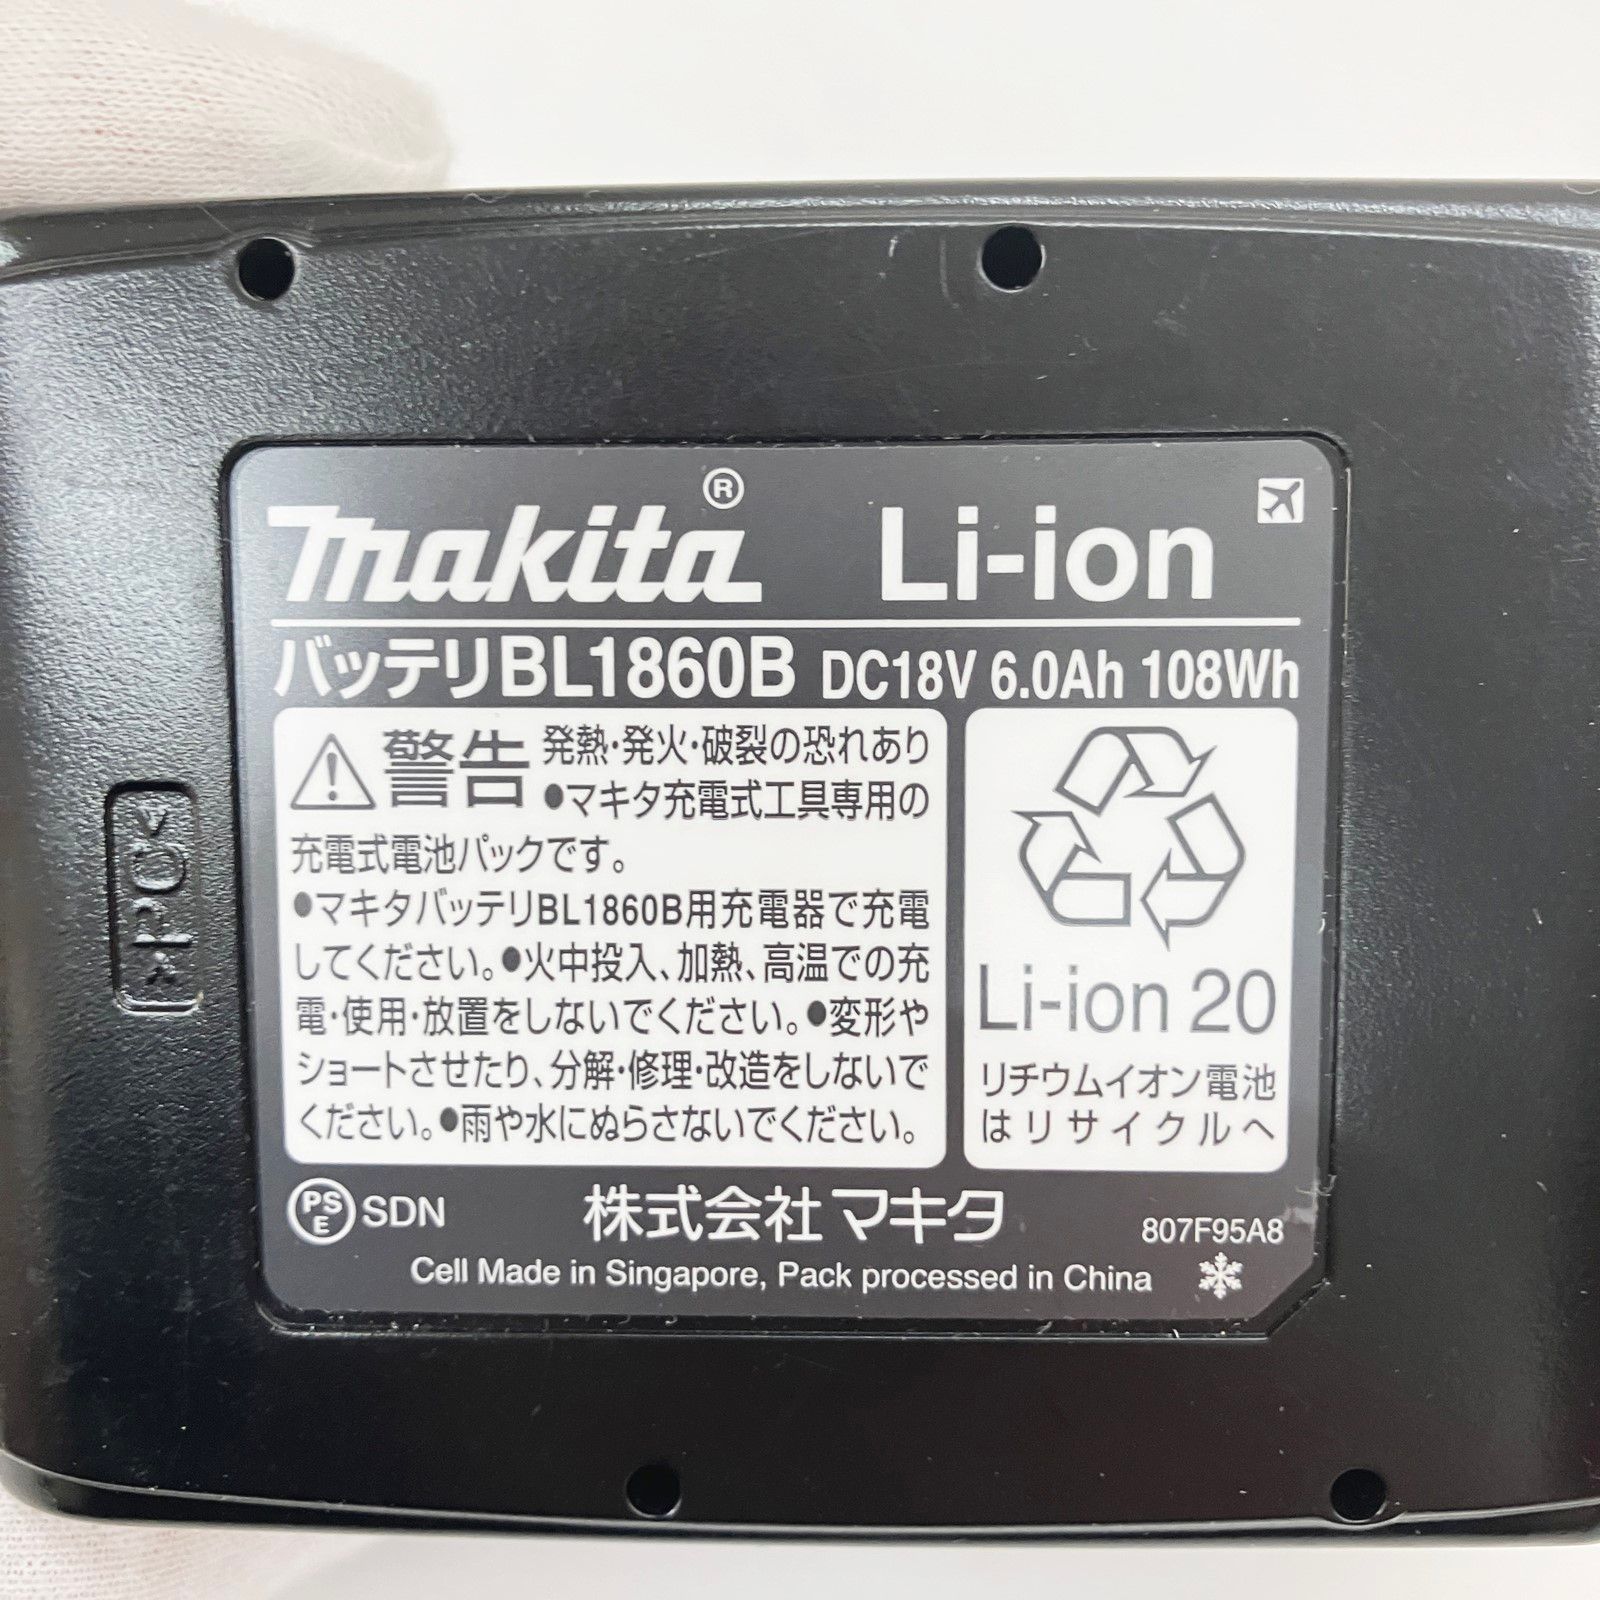 makita® Li-ion
バッテリBL1860B DC18V 6.0Ah 108Wh
警告 発熱・発火・破裂の恐れあり
●マキタ充電式工具専用の
充電式電池パックです。
●マキタバッテリBL1860B用充電器で充電
してください。●火中投入、加熱、高温での充
電・使用・放置をしないでください。●変形や
ショートさせたり、分解・修理・改造をしないで
ください。●雨や水にぬらさないでください。
Li-ion 20
リチウムイオン電池
はリサイクルへ
PS
E
SDN 株式会社マキタ 807F95A8
Cell Made in Singapore, Pack processed in China